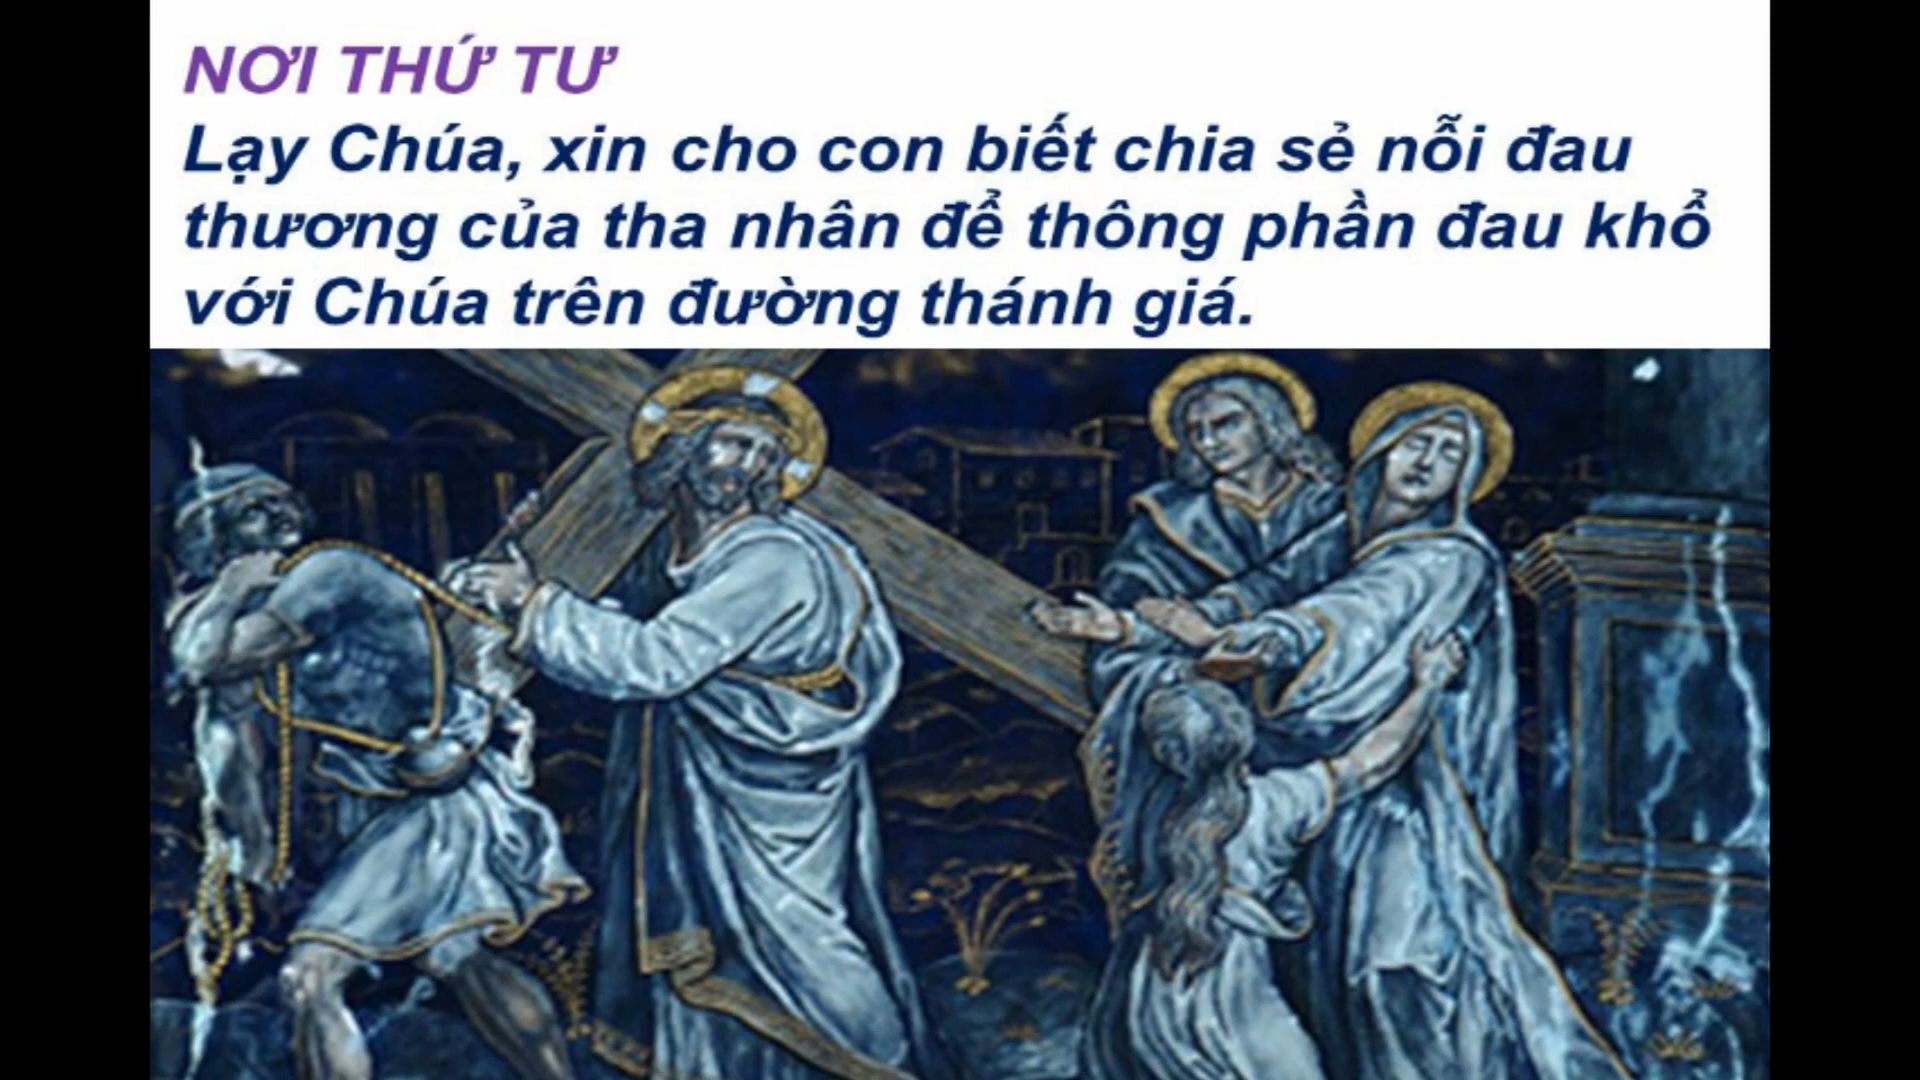 NƠI THỨ TƯ
Lạy Chúa, xin cho con biết chia sẻ nỗi đau
thương của tha nhân để thông phần đau khổ
với Chúa trên đường thánh giá.